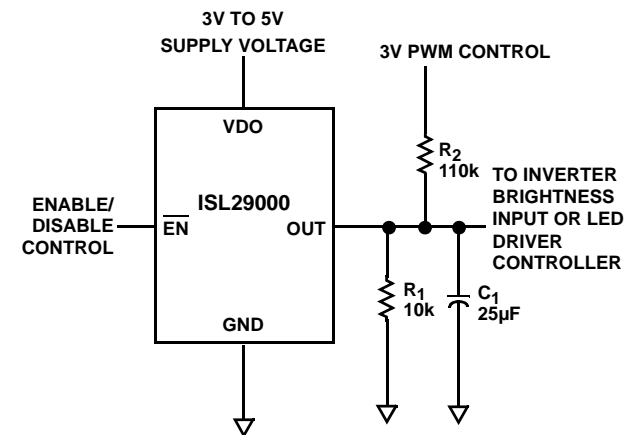 3V TO 5V
SUPPLY VOLTAGE
3V PWM CONTROL
VDO
R2
110k
ENABLE/
DISABLE
CONTROL
EN
ISL29000
OUT
TO INVERTER
BRIGHTNESS
INPUT OR LED
DRIVER
CONTROLLER
R1
10k
C1
25µF
GND